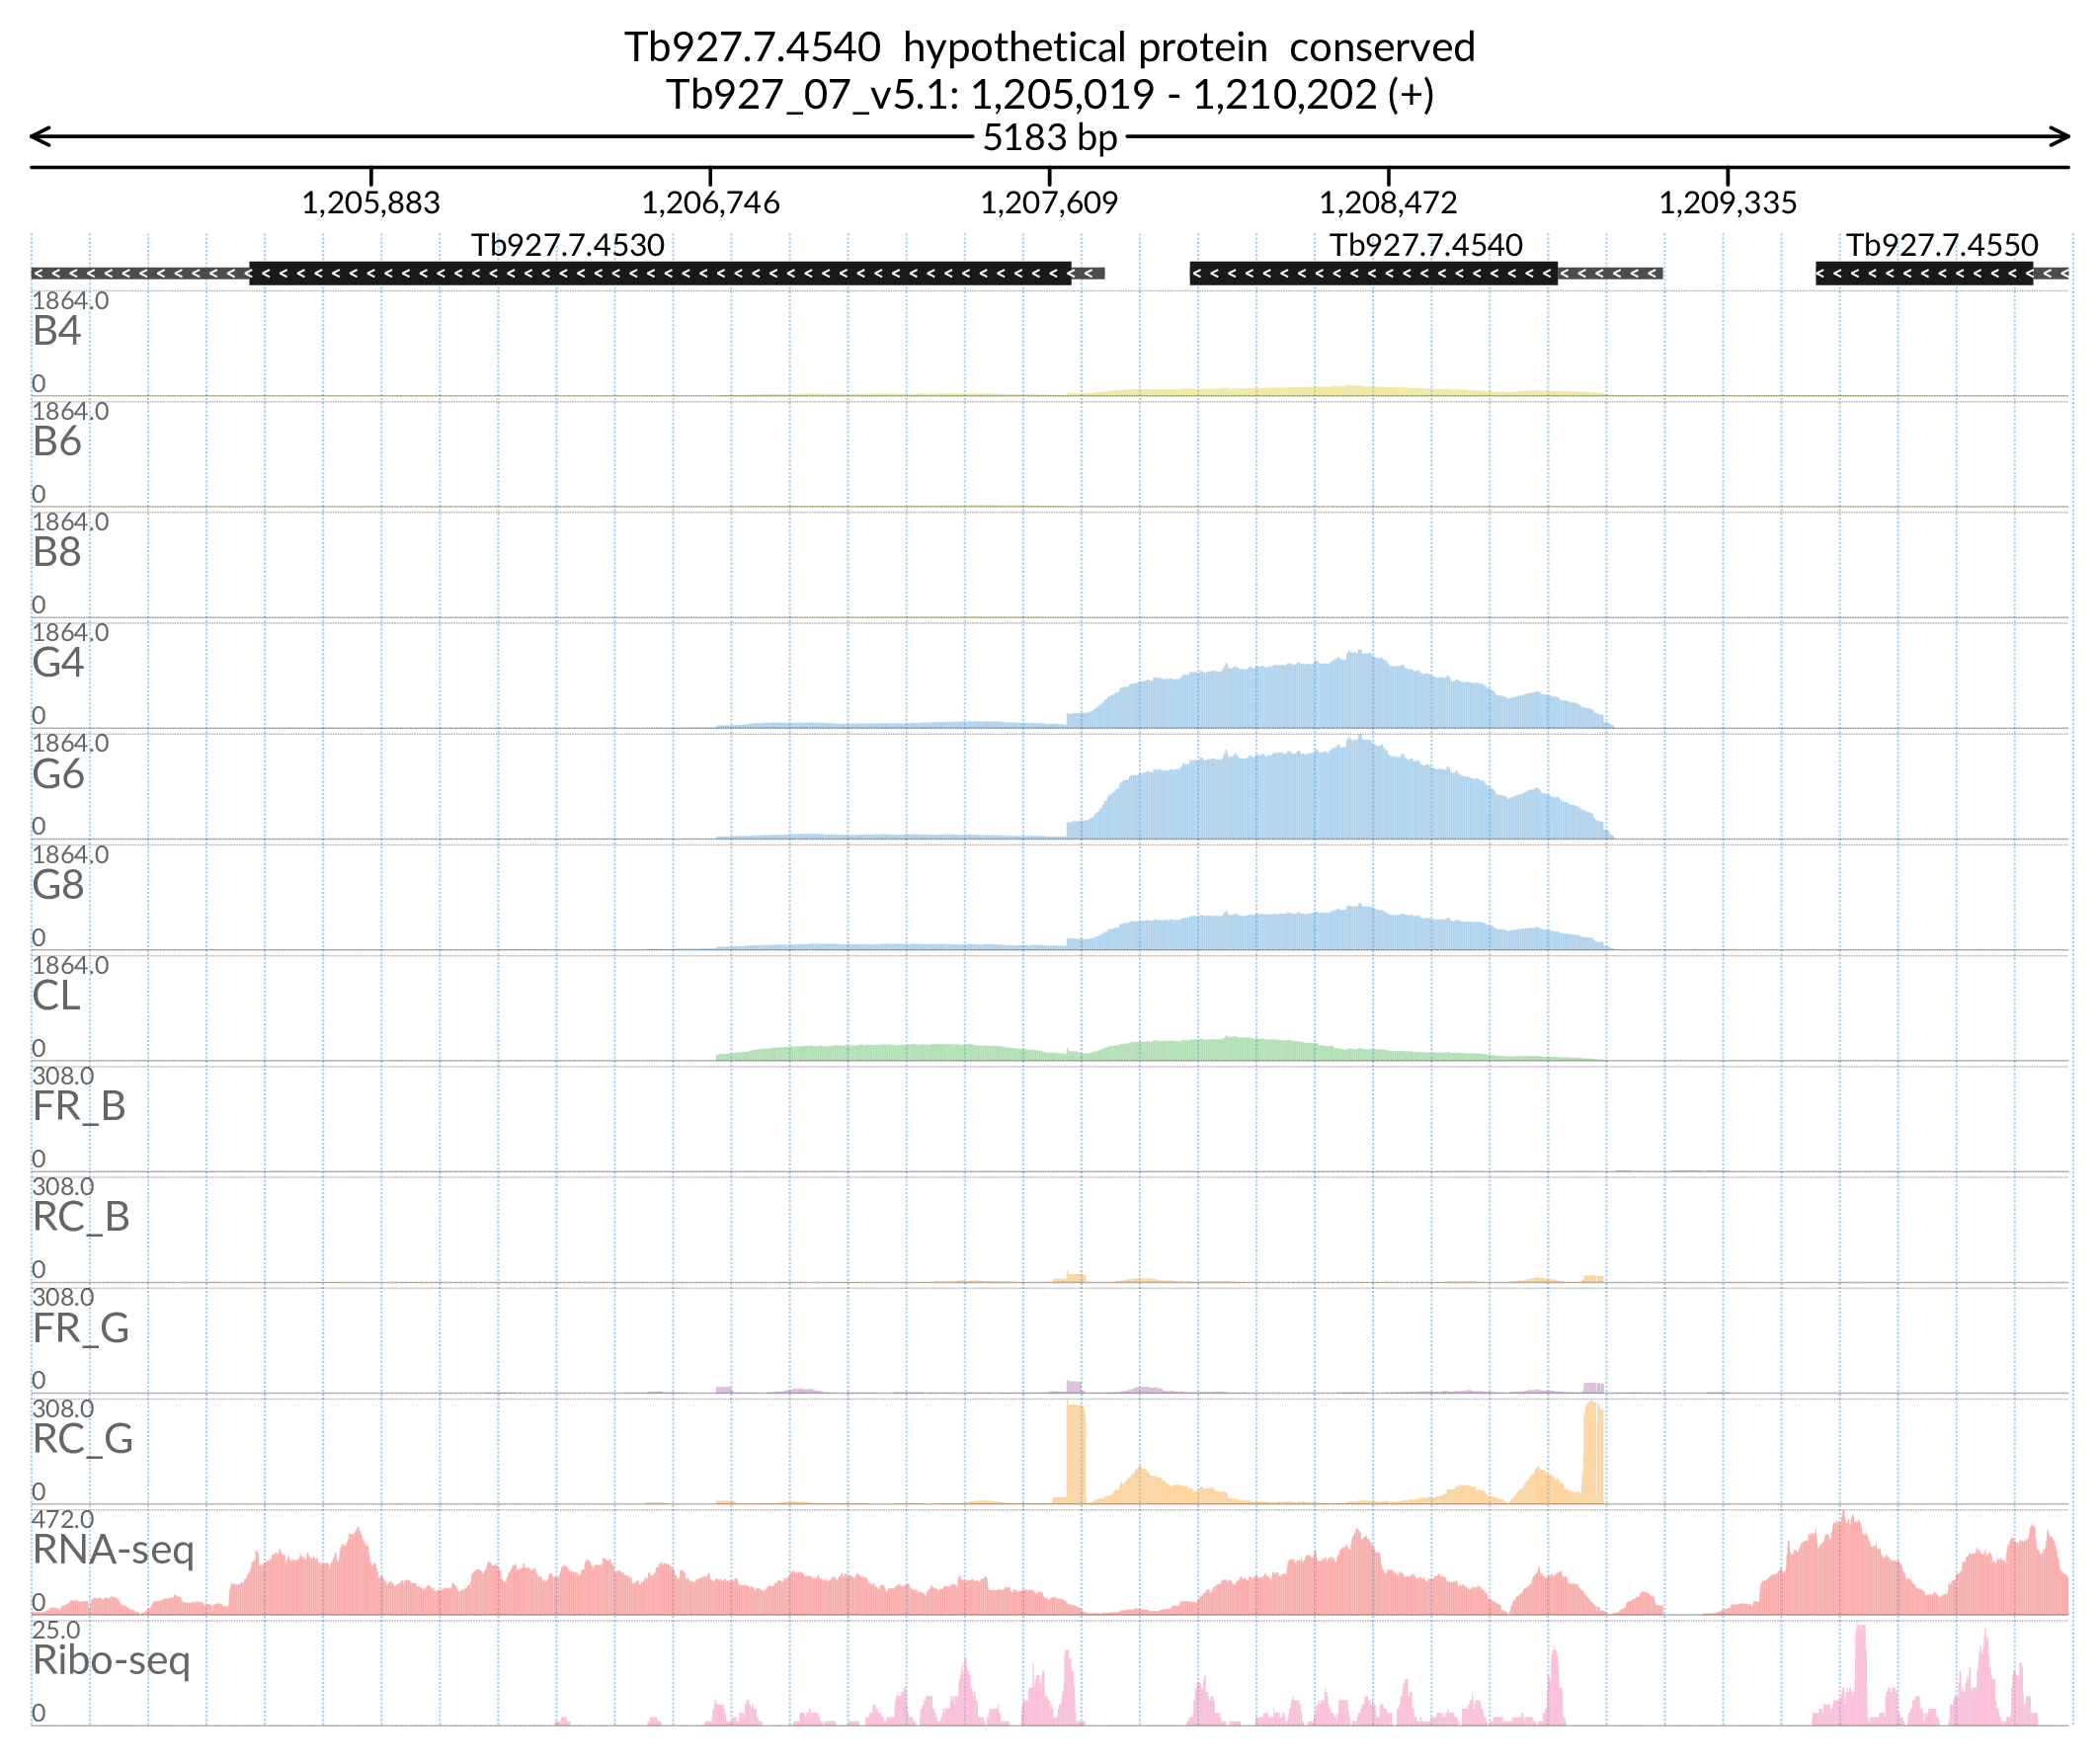 Tb927.7.4540 hypothetical protein conserved
Tb927_07_v5.1: 1,205,019 - 1,210,202 (+)
5183 bp
1,205,883 1,206,746 1,207,609 1,208,472 1,209,335
Tb927.7.4530 Tb927.7.4540 Tb927.7.4550
1864.0
B4
0
1864.0
B6
0
1864.0
B8
0
1864.0
G4
0
1864.0
G6
0
1864.0
G8
0
1864.0
CL
0
308.0
FR_B
0
308.0
RC_B
0
308.0
FR_G
0
308.0
RC_G
0
472.0
RNA-seq
0
25.0
Ribo-seq
0